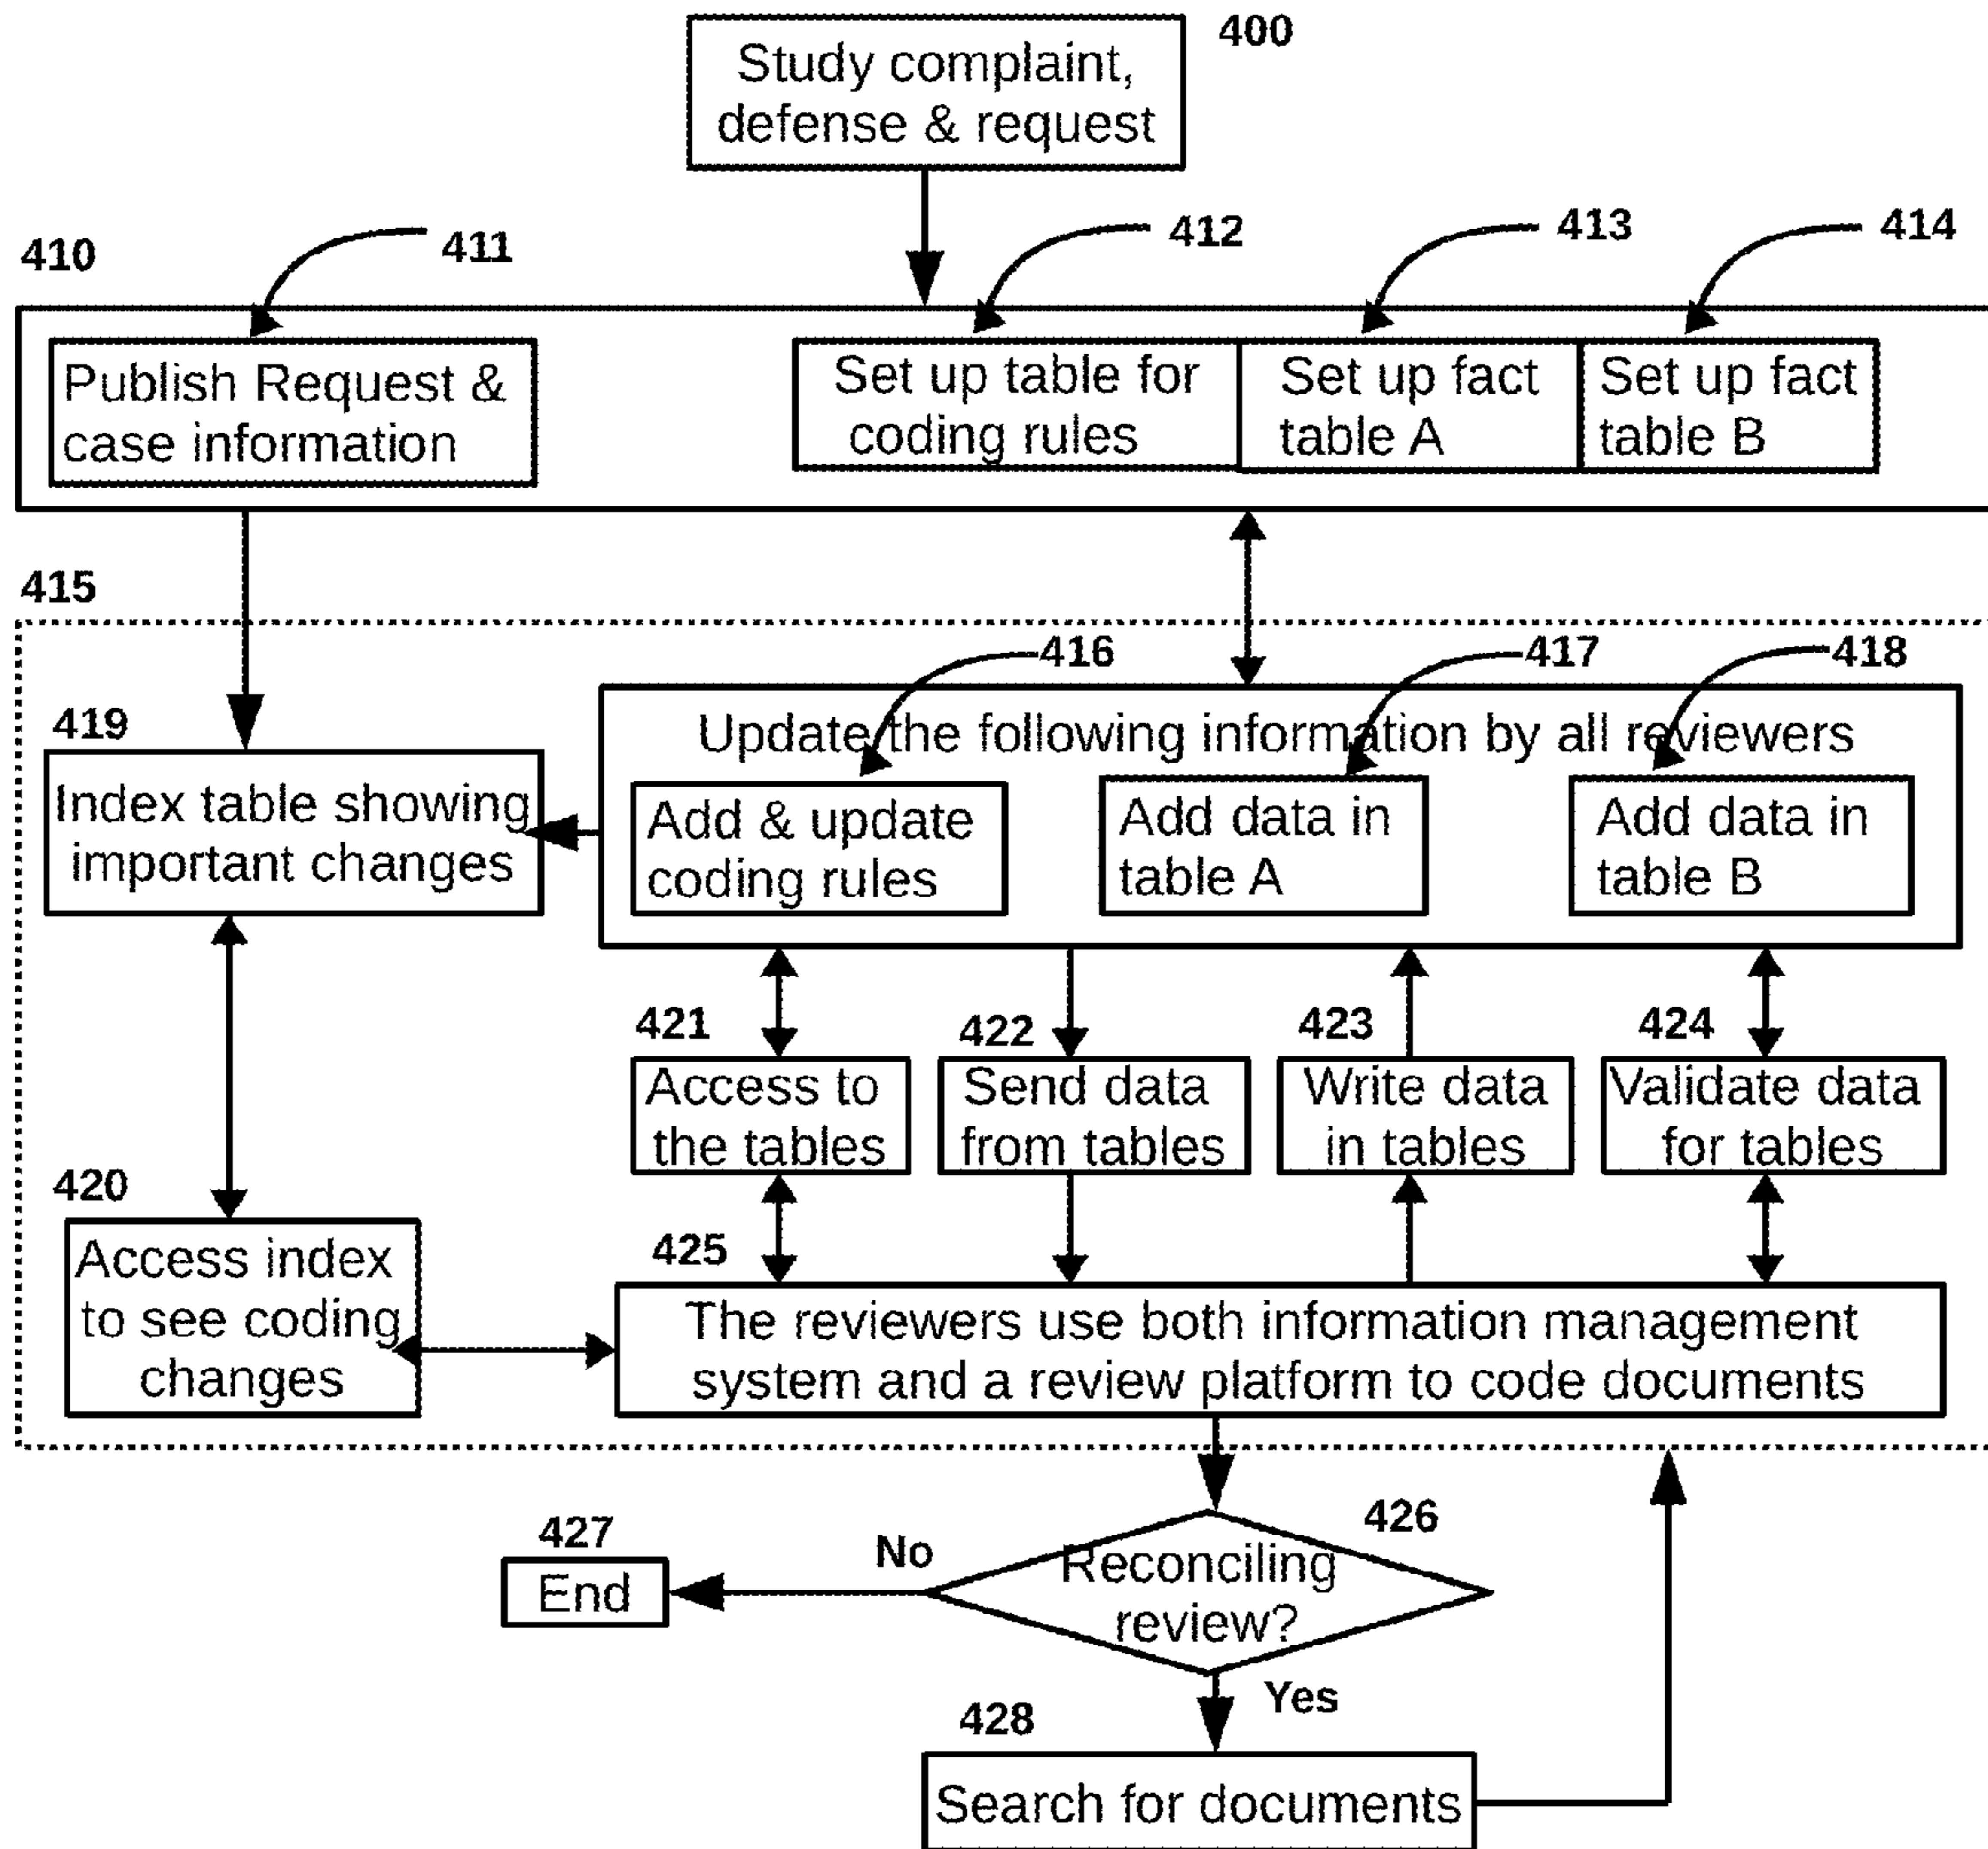 400
Study complaint,
defense & request
410
411
412
413
414
Publish Request &
case information
Set up table for
coding rules
Set up fact
table A
Set up fact
table B
415
416
417
418
Update the following information by all reviewers
419
Index table showing
important changes
Add & update
coding rules
Add data in
table A
Add data in
table B
421
422
423
424
Access to
the tables
Send data
from tables
Write data
in tables
Validate data
for tables
420
Access index
to see coding
changes
425
The reviewers use both information management
system and a review platform to code documents
426
Reconciling
review?
No
427
End
Yes
428
Search for documents